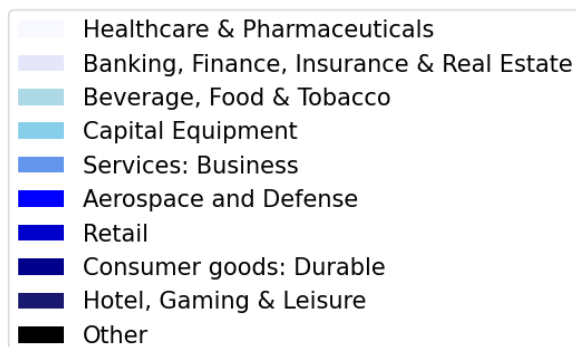 Healthcare & Pharmaceuticals
Banking, Finance, Insurance & Real Estate
Beverage, Food & Tobacco
Capital Equipment
Services: Business
Aerospace and Defense
Retail
Consumer goods: Durable
Hotel, Gaming & Leisure
Other